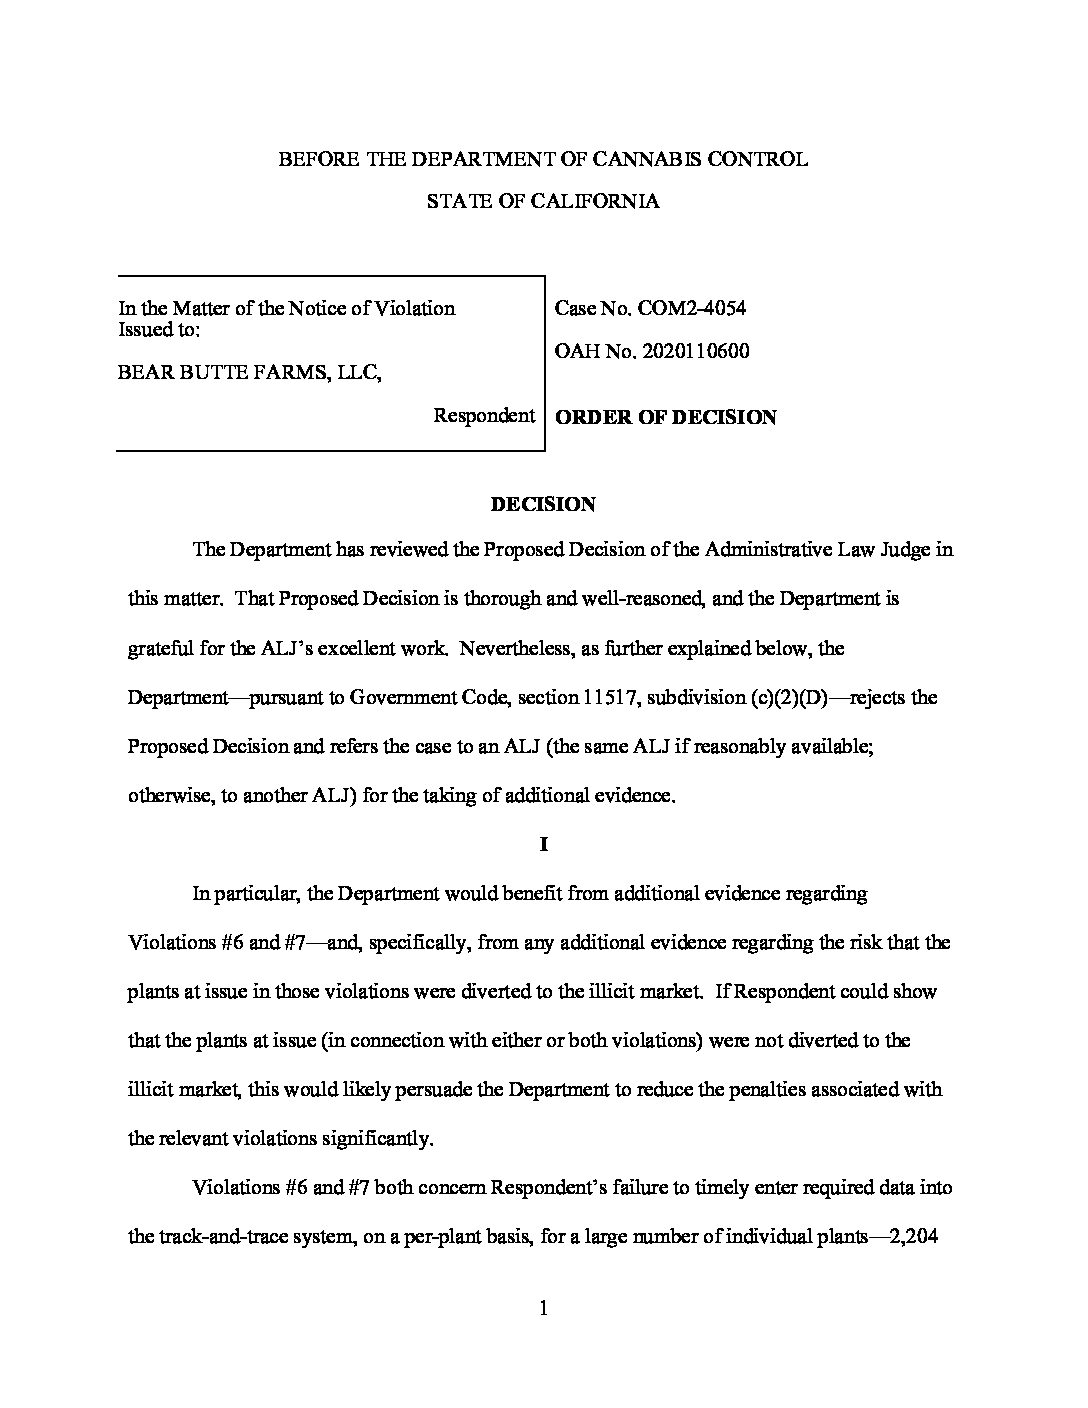 BEFORE THE DEPARTMENT OF CANNABIS CONTROL
STATE OF CALIFORNIA
In the Matter of the Notice of Violation
Issued to:
BEAR BUTTE FARMS, LLC,
Respondent
Case No. COM2-4054
OAH No. 2020110600
ORDER OF DECISION
DECISION
The Department has reviewed the Proposed Decision of the Administrative Law Judge in
this matter.  That Proposed Decision is thorough and well-reasoned, and the Department is
grateful for the ALJ’s excellent work.  Nevertheless, as further explained below, the
Department—pursuant to Government Code, section 11517, subdivision (c)(2)(D)—rejects the
Proposed Decision and refers the case to an ALJ (the same ALJ if reasonably available;
otherwise, to another ALJ) for the taking of additional evidence.
I
In particular, the Department would benefit from additional evidence regarding
Violations #6 and #7—and, specifically, from any additional evidence regarding the risk that the
plants at issue in those violations were diverted to the illicit market.  If Respondent could show
that the plants at issue (in connection with either or both violations) were not diverted to the
illicit market, this would likely persuade the Department to reduce the penalties associated with
the relevant violations significantly.
Violations #6 and #7 both concern Respondent’s failure to timely enter required data into
the track-and-trace system, on a per-plant basis, for a large number of individual plants—2,204
1